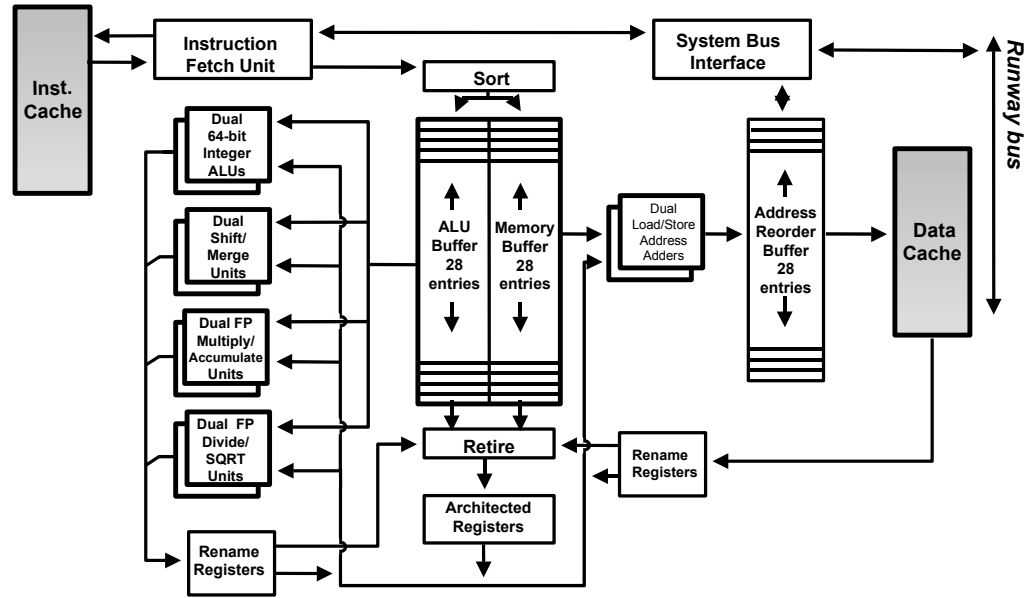 Instruction
Fetch Unit
System Bus
Interface
Runway bus
Inst.
Cache
Sort
Dual
64-bit
Integer
ALUs
Dual
Shift/
Merge
Units
Dual FP
Multiply/
Accumulate
Units
Dual FP
Divide/
SQRT
Units
ALU
Buffer
28
entries
Memory
Buffer
28
entries
Dual
Load/Store
Address
Adders
Address
Reorder
Buffer
28
entries
Data
Cache
Retire
Rename
Registers
Architected
Registers
Rename
Registers